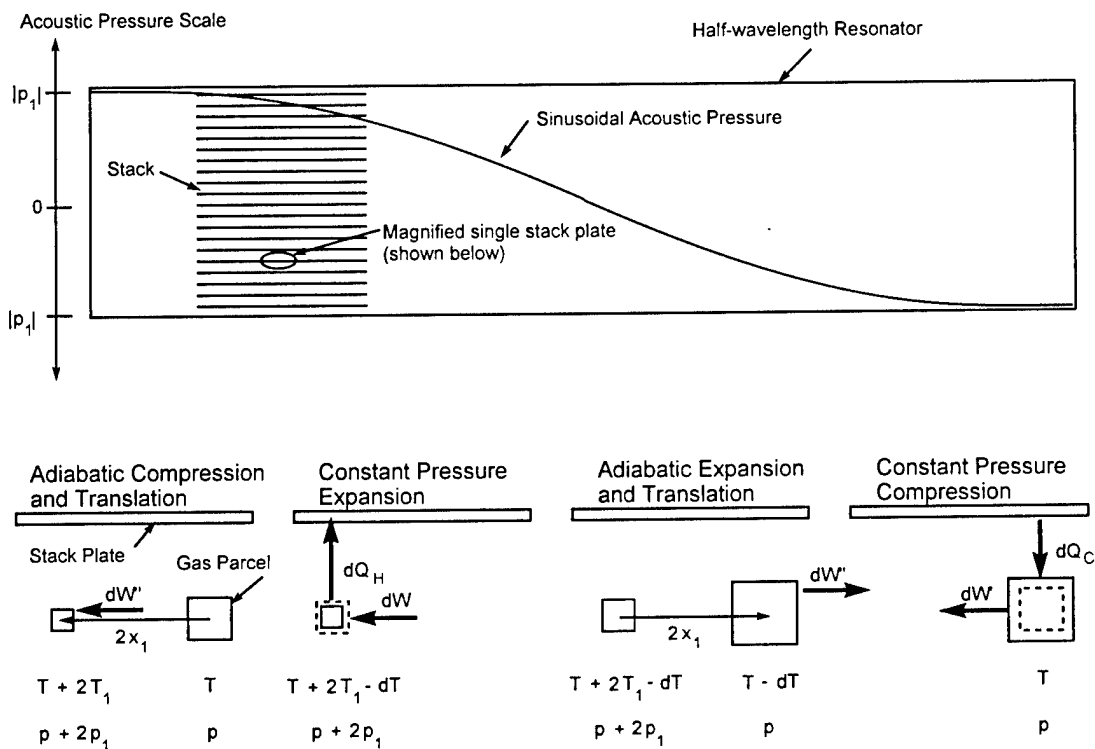 Acoustic Pressure Scale
Half-wavelength Resonator
|p₁|
Sinusoidal Acoustic Pressure
Stack
0
Magnified single stack plate
(shown below)
|p₁|
Adiabatic Compression
and Translation
Constant Pressure
Expansion
Adiabatic Expansion
and Translation
Constant Pressure
Compression
Stack Plate
Gas Parcel
dQ_H
dQ_C
dW"
dW
dW"
dW'
2x₁
2x₁
T + 2T₁ T T + 2T₁ - dT T + 2T₁ - dT T - dT T
p + 2p₁ p p + 2p₁ p + 2p₁ p p